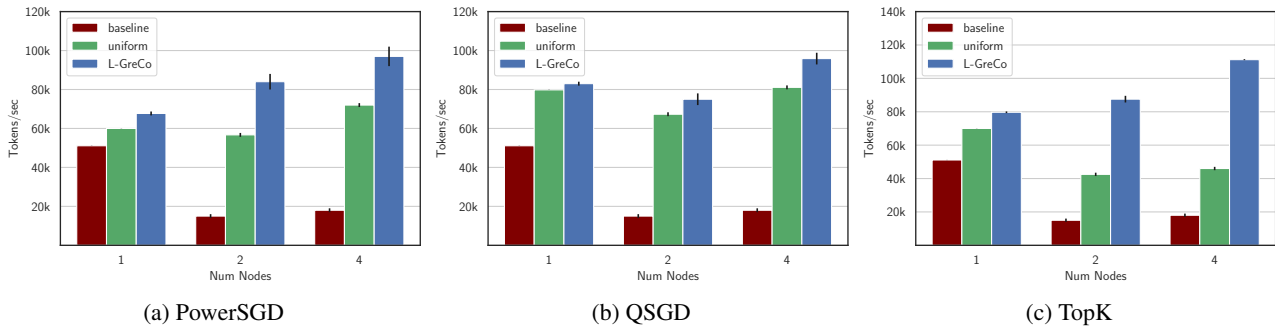 120k
100k
80k
60k
40k
20k
Tokens/sec
baseline
uniform
L-GreCo
1
2
4
Num Nodes
(a) PowerSGD
120k
100k
80k
60k
40k
20k
Tokens/sec
baseline
uniform
L-GreCo
1
2
4
Num Nodes
(b) QSGD
140k
120k
100k
80k
60k
40k
20k
Tokens/sec
baseline
uniform
L-GreCo
1
2
4
Num Nodes
(c) TopK